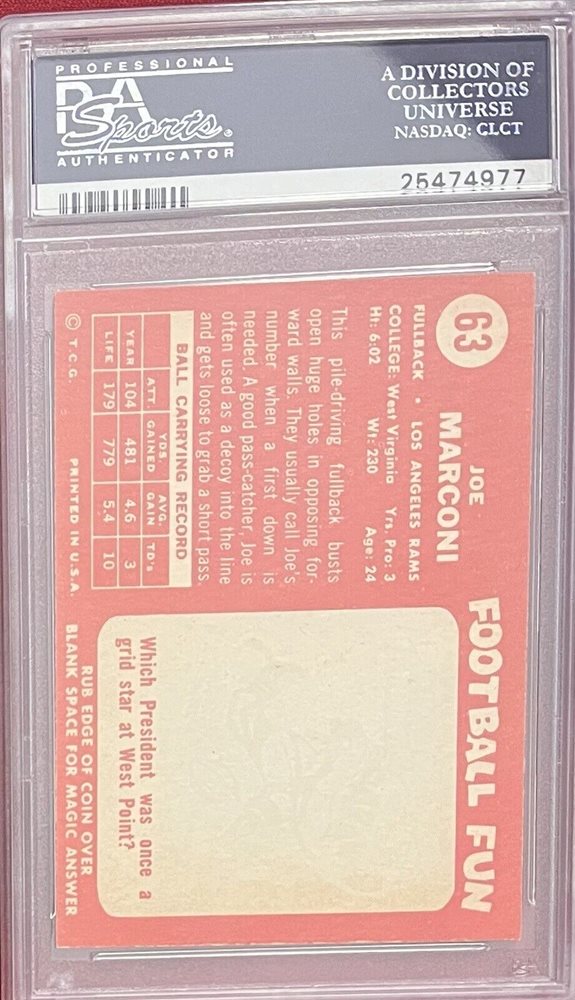 PROFESSIONAL
PSA
Sports
AUTHENTICATOR
A DIVISION OF
COLLECTORS
UNIVERSE
NASDAQ: CLCT
25474977
63
JOE
MARCONI
FULLBACK • LOS ANGELES RAMS
COLLEGE: West Virginia Yrs. Pro: 3
Ht: 6:02 Wt: 230 Age: 24
This pile-driving fullback busts
open huge holes in opposing for-
ward walls. They usually call Joe's
number when a first down is
needed. A good pass-catcher, Joe is
often used as a decoy into the line
and gets loose to grab a short pass.
BALL CARRYING RECORD
ATT YDS. GAINED AVG. GAIN TD's
YEAR 104 481 4.6 3
LIFE 179 779 5.4 10
© T.C.G. PRINTED IN U.S.A.
FOOTBALL FUN
Which President was once a
grid star at West Point?
RUB EDGE OF COIN OVER
BLANK SPACE FOR MAGIC ANSWER